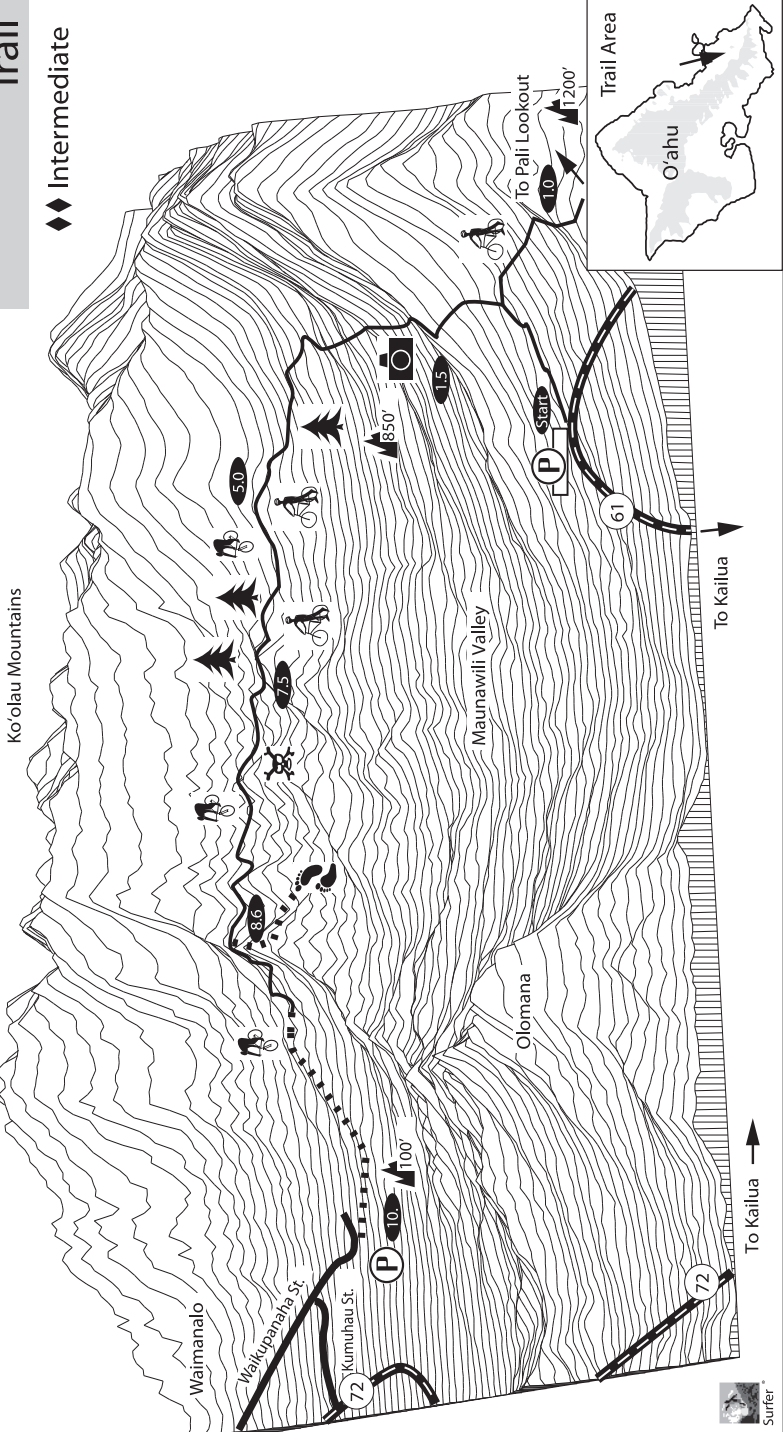 Trail
Intermediate
Ko‘olau Mountains
Waimanalo
Waikupanaha St.
Kumuhau St.
72
P
10.
100’
8.6
7.5
5.0
850’
1.5
Start
P
61
To Kailua
Maunawili Valley
Olomana
1.0
To Pali Lookout
1200’
Trail Area
O‘ahu
72
To Kailua
Surfer